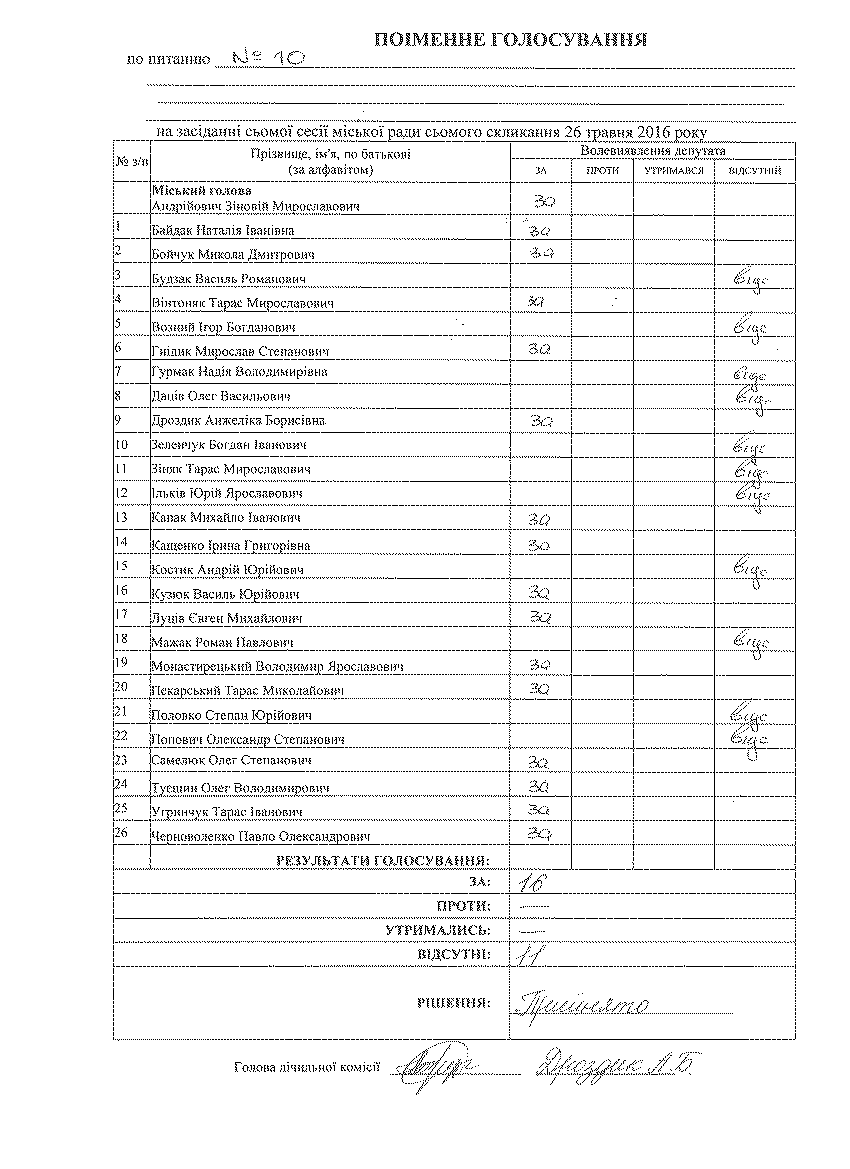 ПОІМЕННЕ ГОЛОСУВАННЯ
по питанню № 10
на засіданні сьомої сесії міської ради сьомого скликання 26 травня 2016 року
№ з/п Прізвище, ім'я, по батькові (за алфавітом) Волевиявлення депутата
ЗА ПРОТИ УТРИМАВСЯ ВІДСУТНІЙ
Міський голова
Андрійович Зіновій Мирославович за
1 Байдак Наталія Іванівна за
2 Бойчук Микола Дмитрович за
3 Будзак Василь Романович відс
4 Вінтоняк Тарас Мирославович за
5 Возний Ігор Богданович відс
6 Гнідик Мирослав Степанович за
7 Гурмак Надія Володимирівна відс
8 Даців Олег Васильович відс
9 Дроздик Анжеліка Борисівна за
10 Зеленчук Богдан Іванович відс
11 Зіняк Тарас Мирославович відс
12 Ільків Юрій Ярославович відс
13 Капак Михайло Іванович за
14 Кащенко Ірина Григорівна за
15 Костик Андрій Юрійович відс
16 Кузюк Василь Юрійович за
17 Луців Євген Михайлович за
18 Мажак Роман Павлович відс
19 Монастирецький Володимир Ярославович за
20 Пекарський Тарас Миколайович за
21 Половко Степан Юрійович відс
22 Попович Олександр Степанович відс
23 Самелюк Олег Степанович за
24 Олег Володимирович за
25 Угринчук Тарас Іванович за
26 Черноволенко Павло Олександрович за
РЕЗУЛЬТАТИ ГОЛОСУВАННЯ:
ЗА: 16
ПРОТИ: —
УТРИМАЛИСЬ: —
ВІДСУТНІ: 11
РІШЕННЯ: Прийнято
Голова лічильної комісії Дроздик А.Б.